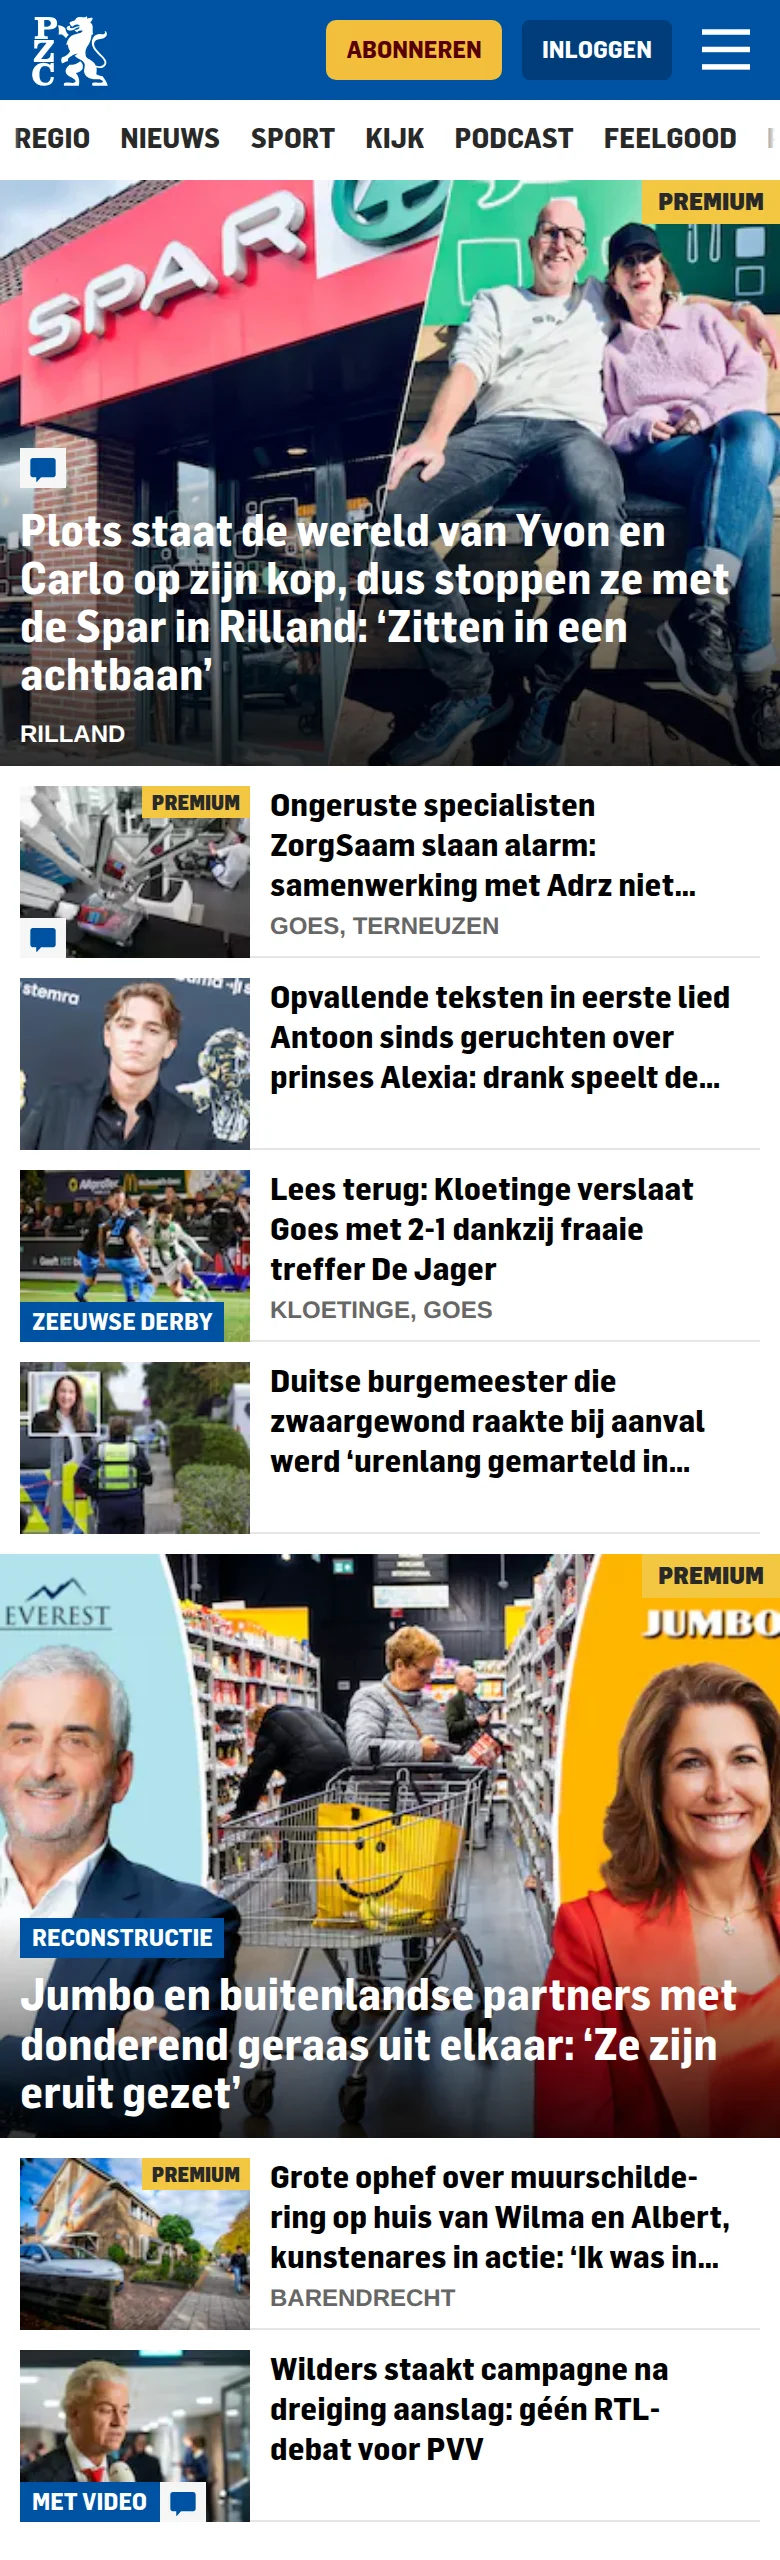 PZC
ABONNEREN
INLOGGEN
REGIO NIEUWS SPORT KIJK PODCAST FEELGOOD
PREMIUM
SPAR
Plots staat de wereld van Yvon en
Carlo op zijn kop, dus stoppen ze met
de Spar in Rilland: ‘Zitten in een
achtbaan’
RILLAND
PREMIUM
Ongeruste specialisten
ZorgSaam slaan alarm:
samenwerking met Adrz niet...
GOES, TERNEUZEN
stemra
Opvallende teksten in eerste lied
Antoon sinds geruchten over
prinses Alexia: drank speelt de...
ZEEUWSE DERBY
Lees terug: Kloetinge verslaat
Goes met 2-1 dankzij fraaie
treffer De Jager
KLOETINGE, GOES
Duitse burgemeester die
zwaargewond raakte bij aanval
werd ‘urenlang gemarteld in...
PREMIUM
EVEREST
JUMBO
RECONSTRUCTIE
Jumbo en buitenlandse partners met
donderend geraas uit elkaar: ‘Ze zijn
eruit gezet’
PREMIUM
Grote ophef over muurschilde-
ring op huis van Wilma en Albert,
kunstenares in actie: ‘Ik was in...
BARENDRECHT
MET VIDEO
Wilders staakt campagne na
dreiging aanslag: géén RTL-
debat voor PVV